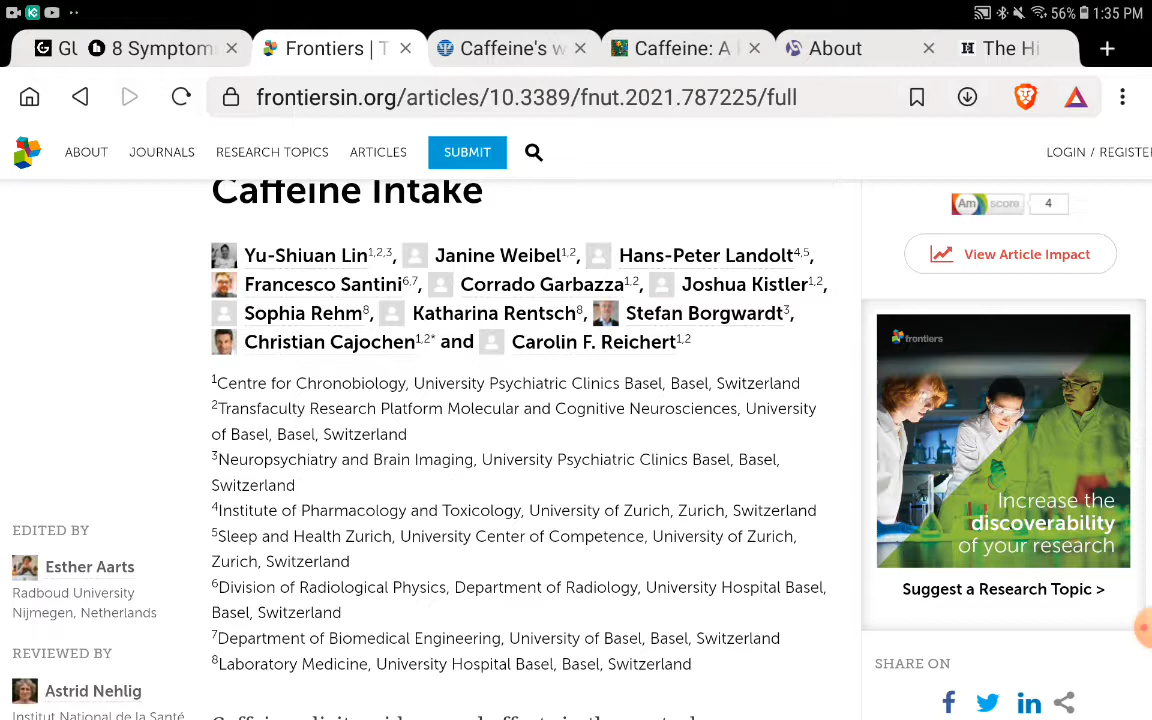 56% 1:35 PM
GL 8 Symptom Frontiers | T Caffeine's w Caffeine: A About The Hi
frontiersin.org/articles/10.3389/fnut.2021.787225/full
ABOUT JOURNALS RESEARCH TOPICS ARTICLES SUBMIT LOGIN / REGISTE
Caffeine Intake
Am score 4
View Article Impact
Yu-Shiuan Lin1,2,3, Janine Weibel1,2, Hans-Peter Landolt4,5,
Francesco Santini6,7, Corrado Garbazza1,2, Joshua Kistler1,2,
Sophia Rehm8, Katharina Rentsch8, Stefan Borgwardt3,
Christian Cajochen1,2* and Carolin F. Reichert1,2
1Centre for Chronobiology, University Psychiatric Clinics Basel, Basel, Switzerland
2Transfaculty Research Platform Molecular and Cognitive Neurosciences, University
of Basel, Basel, Switzerland
3Neuropsychiatry and Brain Imaging, University Psychiatric Clinics Basel, Basel,
Switzerland
4Institute of Pharmacology and Toxicology, University of Zurich, Zurich, Switzerland
5Sleep and Health Zurich, University Center of Competence, University of Zurich,
Zurich, Switzerland
6Division of Radiological Physics, Department of Radiology, University Hospital Basel,
Basel, Switzerland
7Department of Biomedical Engineering, University of Basel, Basel, Switzerland
8Laboratory Medicine, University Hospital Basel, Basel, Switzerland
EDITED BY
Esther Aarts
Radboud University
Nijmegen, Netherlands
REVIEWED BY
Astrid Nehlig
Institut National de la Santé
frontiers
Increase the
discoverability
of your research
Suggest a Research Topic >
SHARE ON